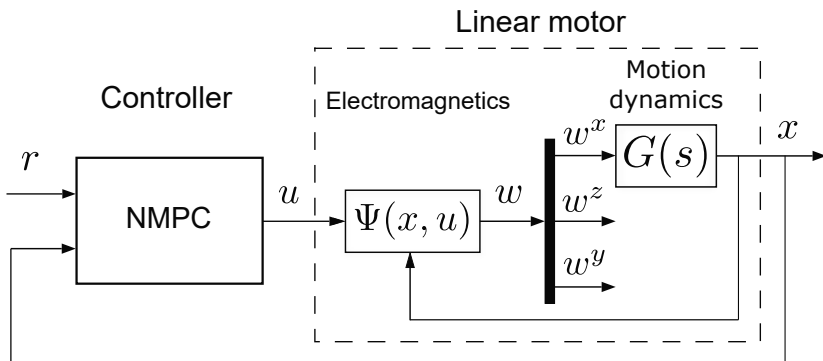 Linear motor
Controller
Electromagnetics
Motion
dynamics
r
NMPC
u
Ψ(x, u)
w
w^x
G(s)
x
w^z
w^y